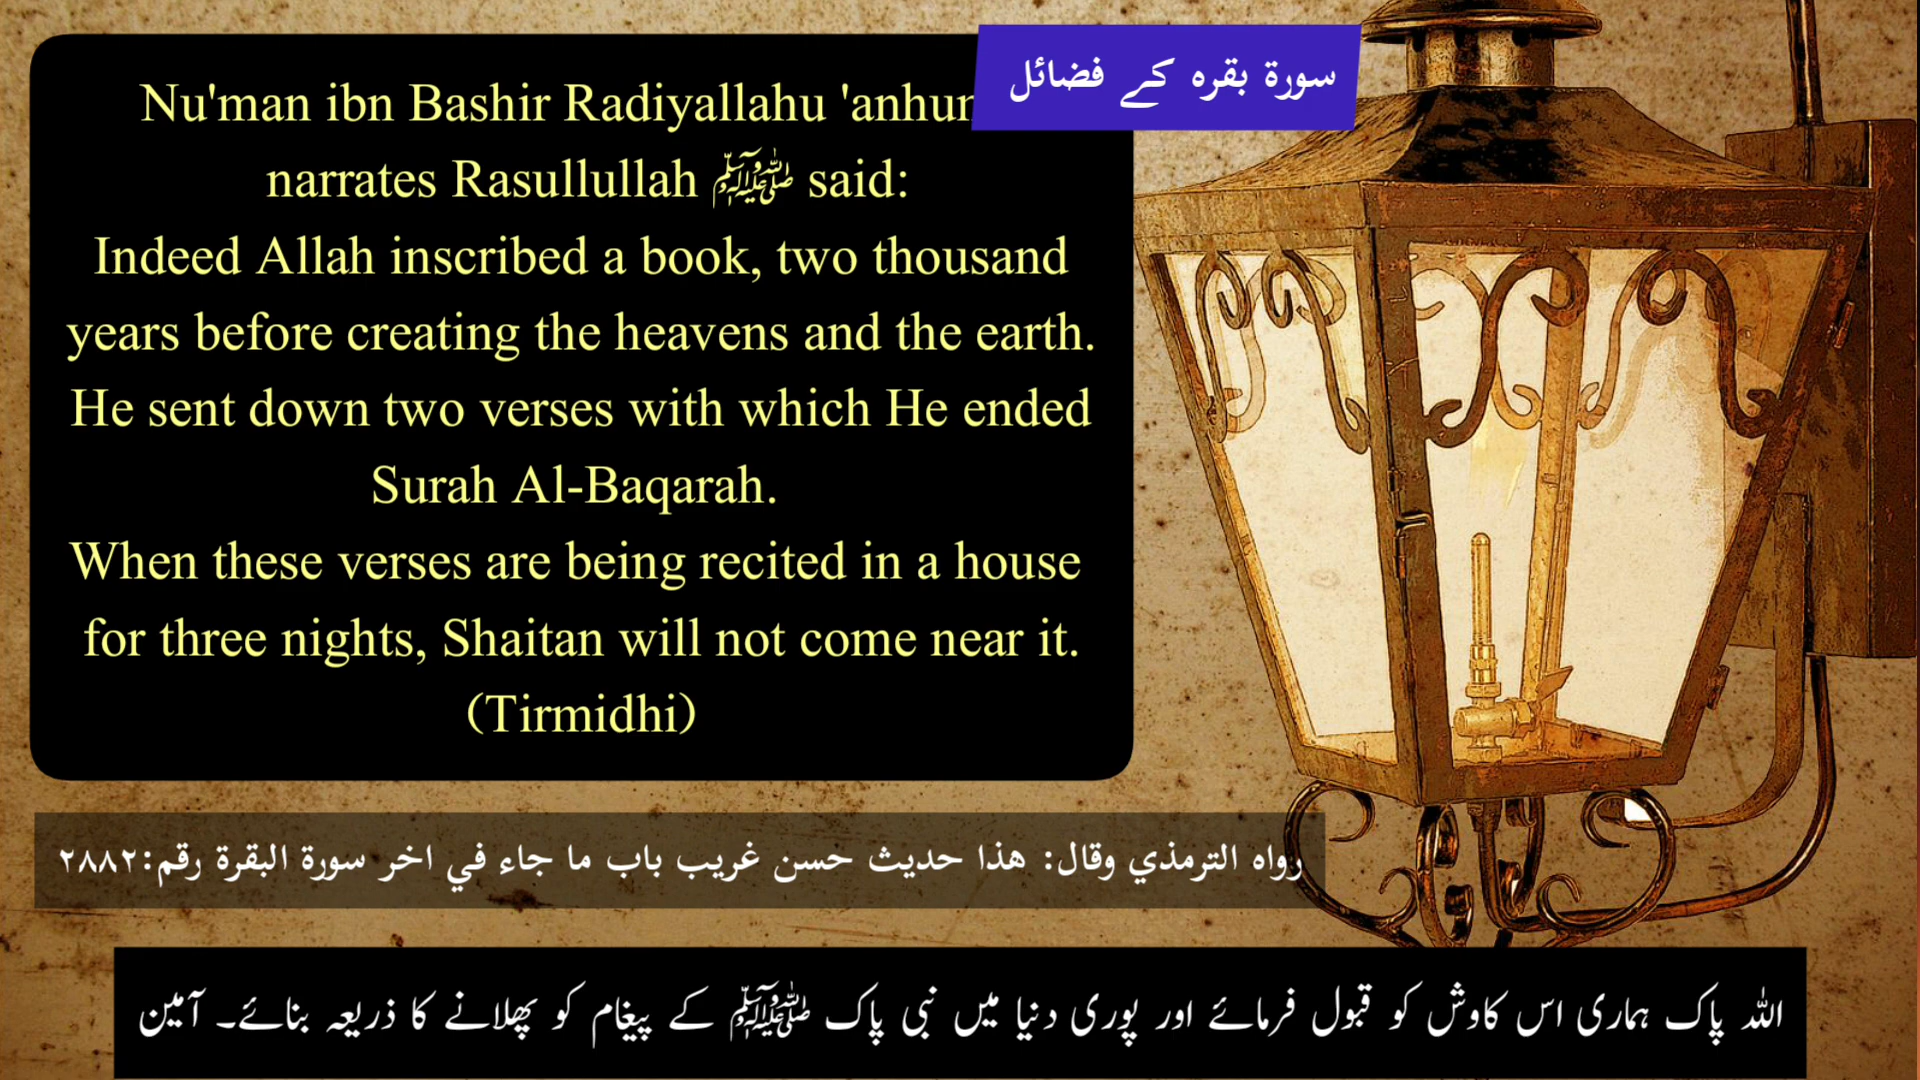 سورۃ بقرہ کے فضائل
Nu'man ibn Bashir Radiyallahu
narrates Rasullullah ﷺ said:
Indeed Allah inscribed a book, two thousand
years before creating the heavens and the earth.
He sent down two verses with which He ended
Surah Al-Baqarah.
When these verses are being recited in a house
for three nights, Shaitan will not come near it.
(Tirmidhi)
رواه الترمذي وقال: هذا حديث حسن غريب باب ما جاء في اخر سورة البقرة رقم:٢٨٨٢
اللہ پاک ہماری اس کاوش کو قبول فرمائے اور پوری دنیا میں نبی پاک ﷺ کے پیغام کو پھلانے کا ذریعہ بنائے۔ آمین